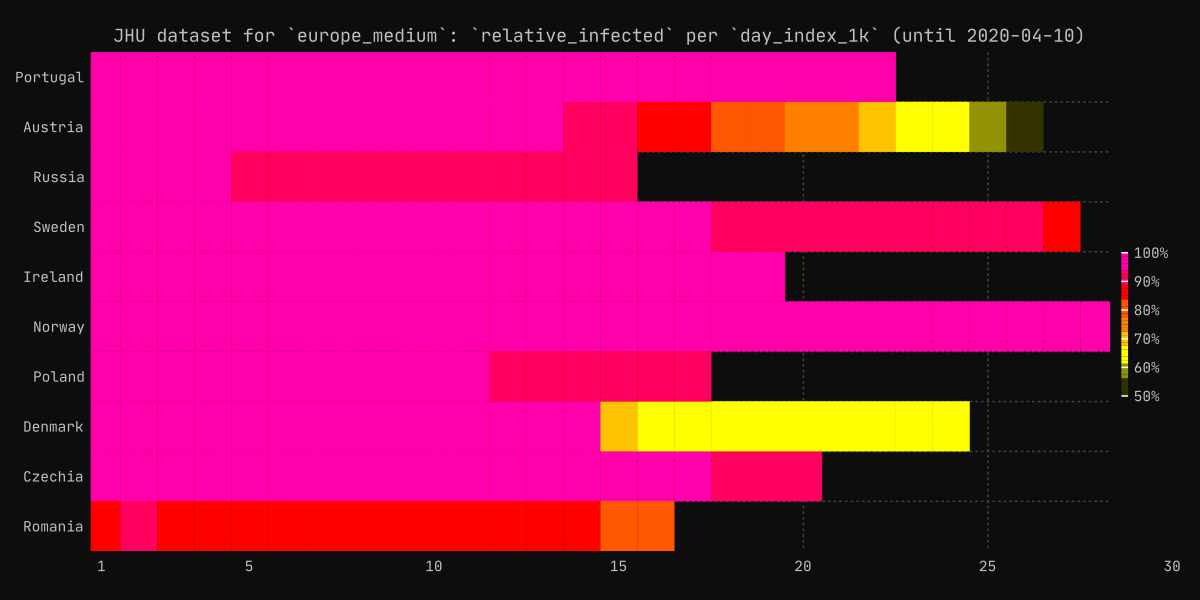 JHU dataset for `europe_medium`: `relative_infected` per `day_index_1k` (until 2020-04-10)
Portugal
Austria
Russia
Sweden
Ireland
Norway
Poland
Denmark
Czechia
Romania
100%
90%
80%
70%
60%
50%
1 5 10 15 20 25 30